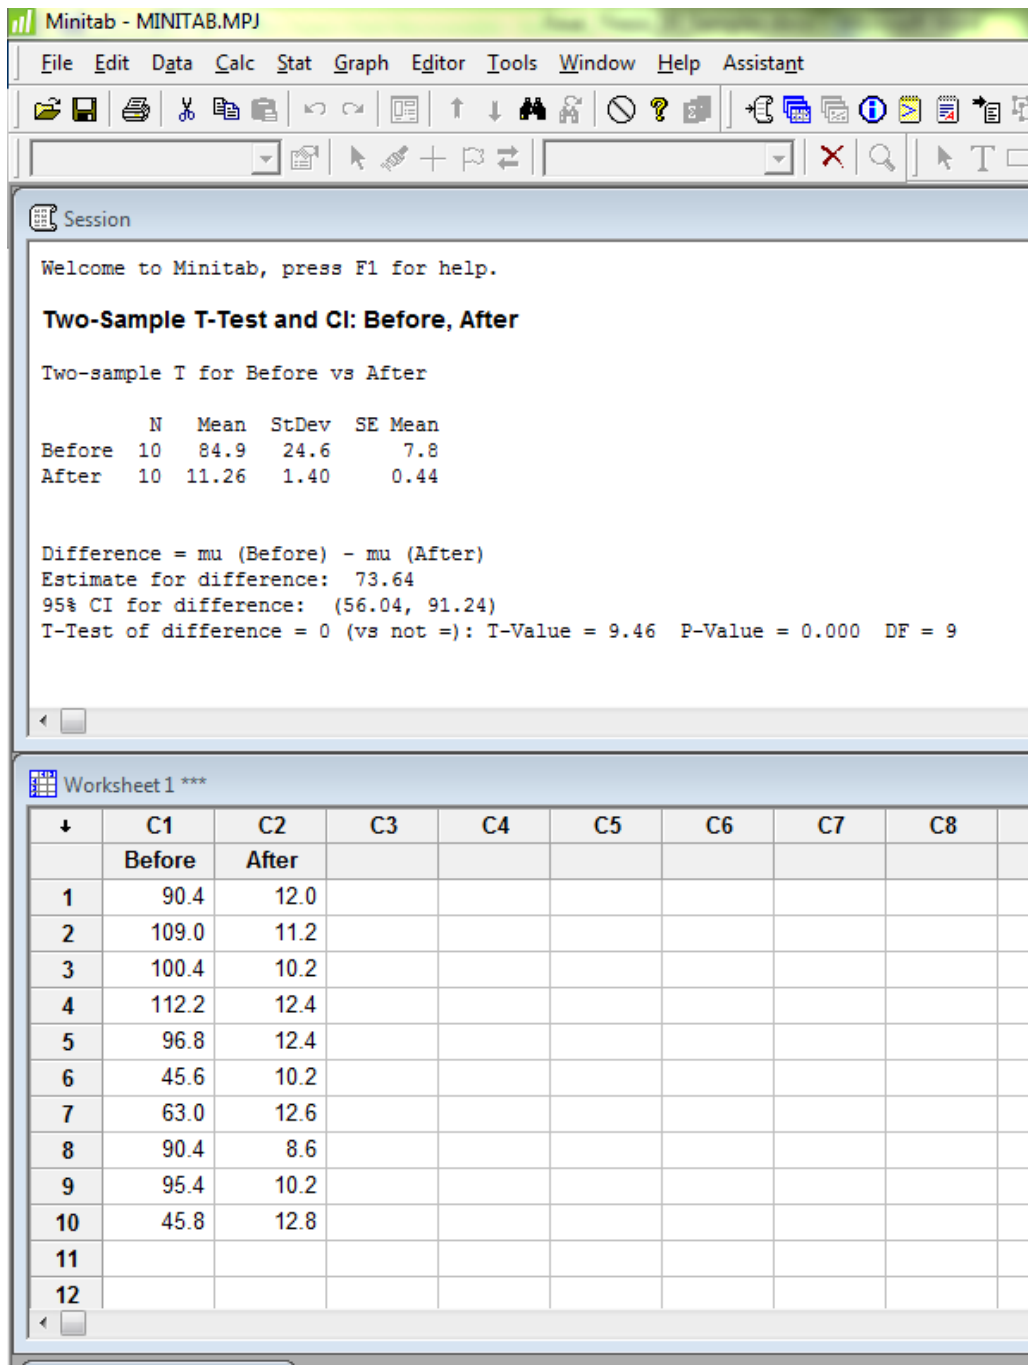 Minitab - MINITAB.MPJ
File Edit Data Calc Stat Graph Editor Tools Window Help Assistant
Session
Welcome to Minitab, press F1 for help.
Two-Sample T-Test and CI: Before, After
Two-sample T for Before vs After
N Mean StDev SE Mean
Before 10 84.9 24.6 7.8
After 10 11.26 1.40 0.44
Difference = mu (Before) - mu (After)
Estimate for difference: 73.64
95% CI for difference: (56.04, 91.24)
T-Test of difference = 0 (vs not =): T-Value = 9.46 P-Value = 0.000 DF = 9
Worksheet 1 ***
C1 C2 C3 C4 C5 C6 C7 C8
Before After
1 90.4 12.0
2 109.0 11.2
3 100.4 10.2
4 112.2 12.4
5 96.8 12.4
6 45.6 10.2
7 63.0 12.6
8 90.4 8.6
9 95.4 10.2
10 45.8 12.8
11
12